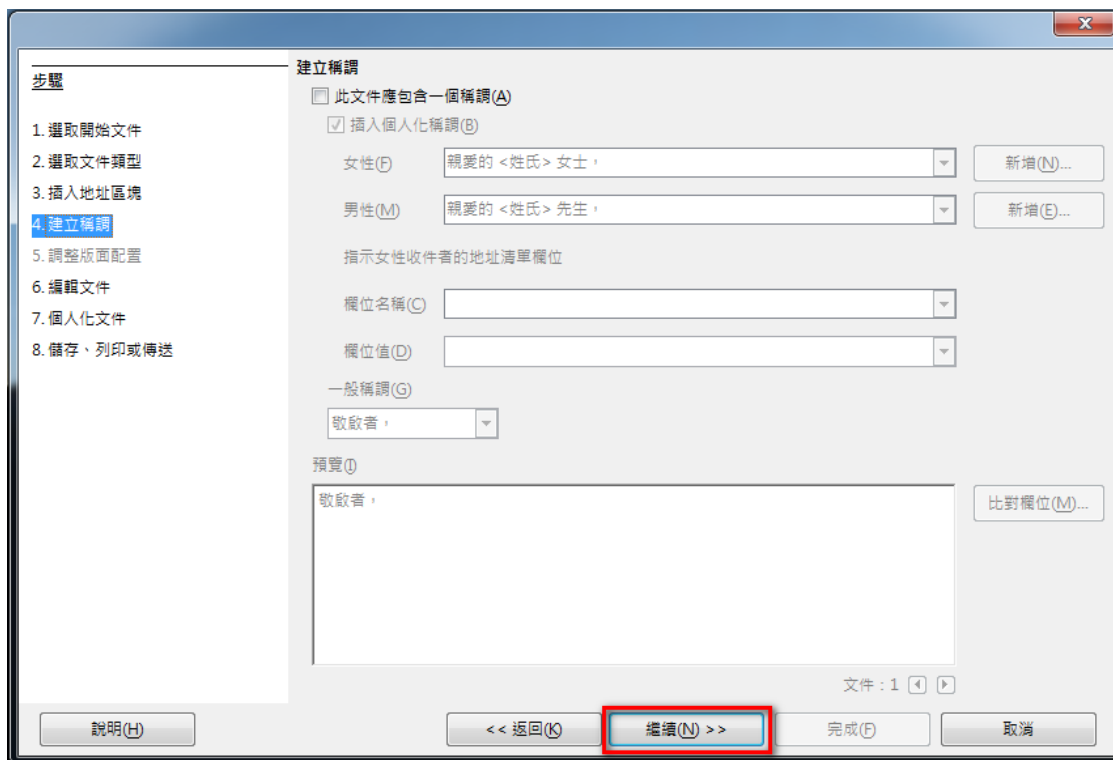 步驟
1. 選取開始文件
2. 選取文件類型
3. 插入地址區塊
4. 建立稱謂
5. 調整版面配置
6. 編輯文件
7. 個人化文件
8. 儲存、列印或傳送
建立稱謂
此文件應包含一個稱謂(A)
插入個人化稱謂(B)
女性(F) 親愛的 <姓氏> 女士， 新增(N)...
男性(M) 親愛的 <姓氏> 先生， 新增(E)...
指示女性收件者的地址清單欄位
欄位名稱(C)
欄位值(D)
一般稱謂(G)
敬啟者，
預覽(I)
敬啟者， 比對欄位(M)...
文件：1
說明(H) << 返回(K) 繼續(N) >> 完成(F) 取消